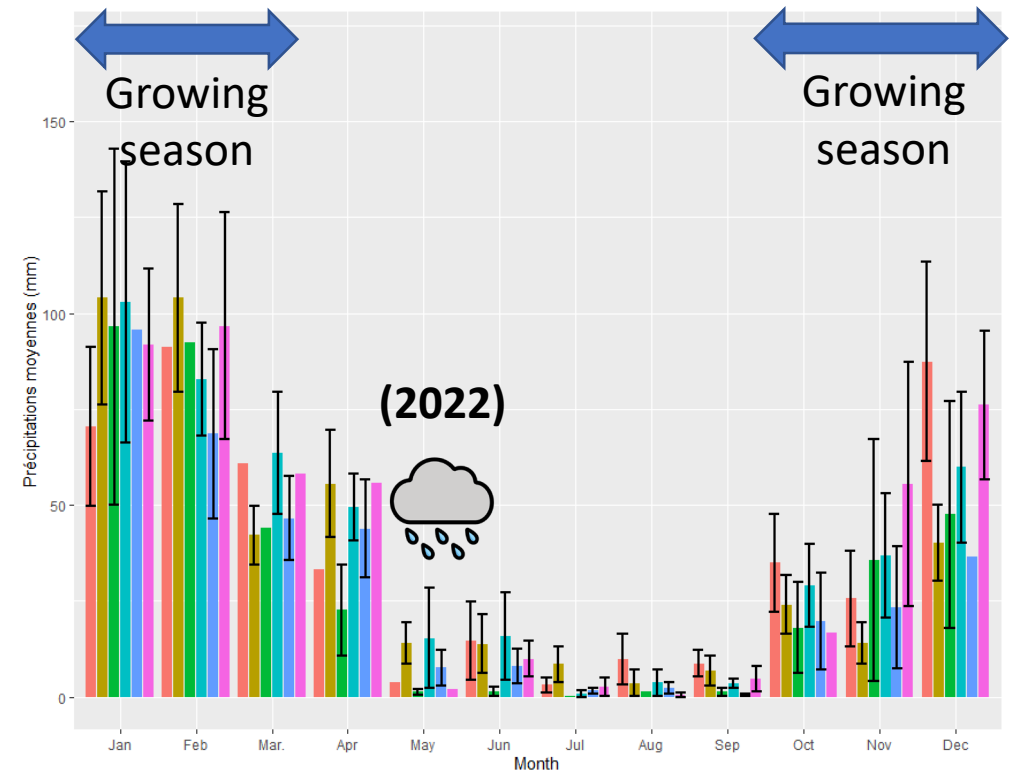 Growing
season
Growing
season
(2022)
Précipitations moyennes (mm)
150
100
50
0
Jan Feb Mar. Apr May Jun Jul Aug Sep Oct Nov Dec
Month